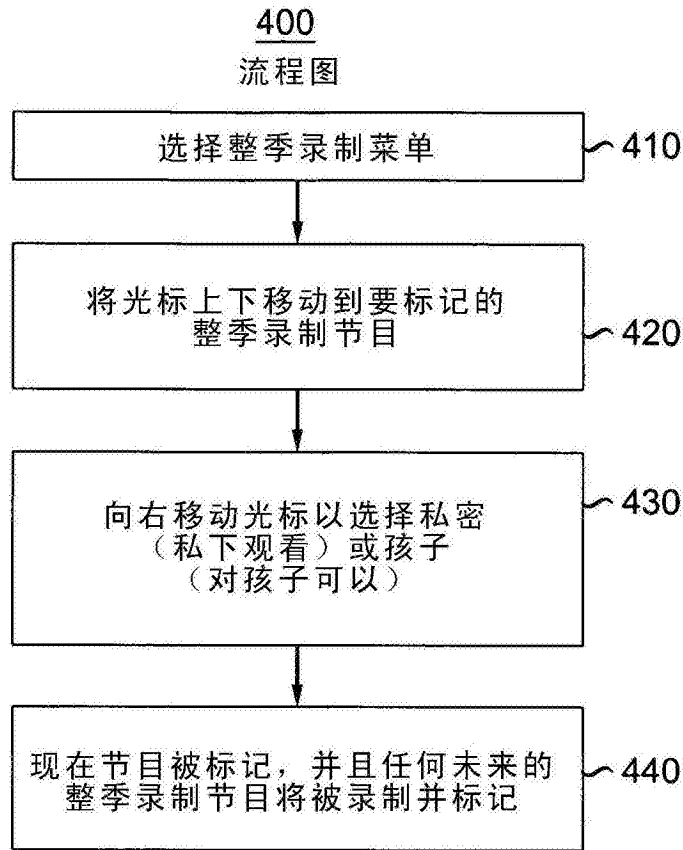 400
流程图
选择整季录制菜单
410
将光标上下移动到要标记的
整季录制节目
420
向右移动光标以选择私密
（私下观看）或孩子
（对孩子可以）
430
现在节目被标记，并且任何未来的
整季录制节目将被录制并标记
440